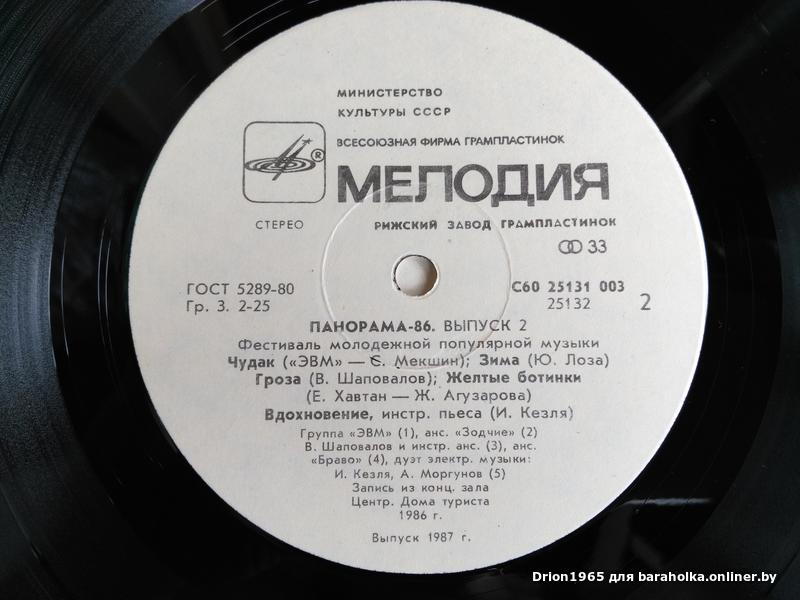 МИНИСТЕРСТВО
КУЛЬТУРЫ СССР
ВСЕСОЮЗНАЯ ФИРМА ГРАМПЛАСТИНОК
®
МЕЛОДИЯ
СТЕРЕО
РИЖСКИЙ ЗАВОД ГРАМПЛАСТИНОК
33
ГОСТ 5289-80
С60 25131 003
Гр. 3. 2-25
25132
2
ПАНОРАМА-86. ВЫПУСК 2
Фестиваль молодежной популярной музыки
Чудак («ЭВМ» — С. Мекшин); Зима (Ю. Лоза)
Гроза (В. Шаповалов); Желтые ботинки
(Е. Хавтан — Ж. Агузарова)
Вдохновение, инстр. пьеса (И. Кезля)
Группа «ЭВМ» (1), анс. «Зодчие» (2)
В. Шаповалов и инстр. анс. (3), анс.
«Браво» (4), дуэт электр. музыки:
И. Кезля, А. Моргунов (5)
Запись из конц. зала
Центр. Дома туриста
1986 г.
Выпуск 1987 г.
Drion1965 для baraholka.onliner.by